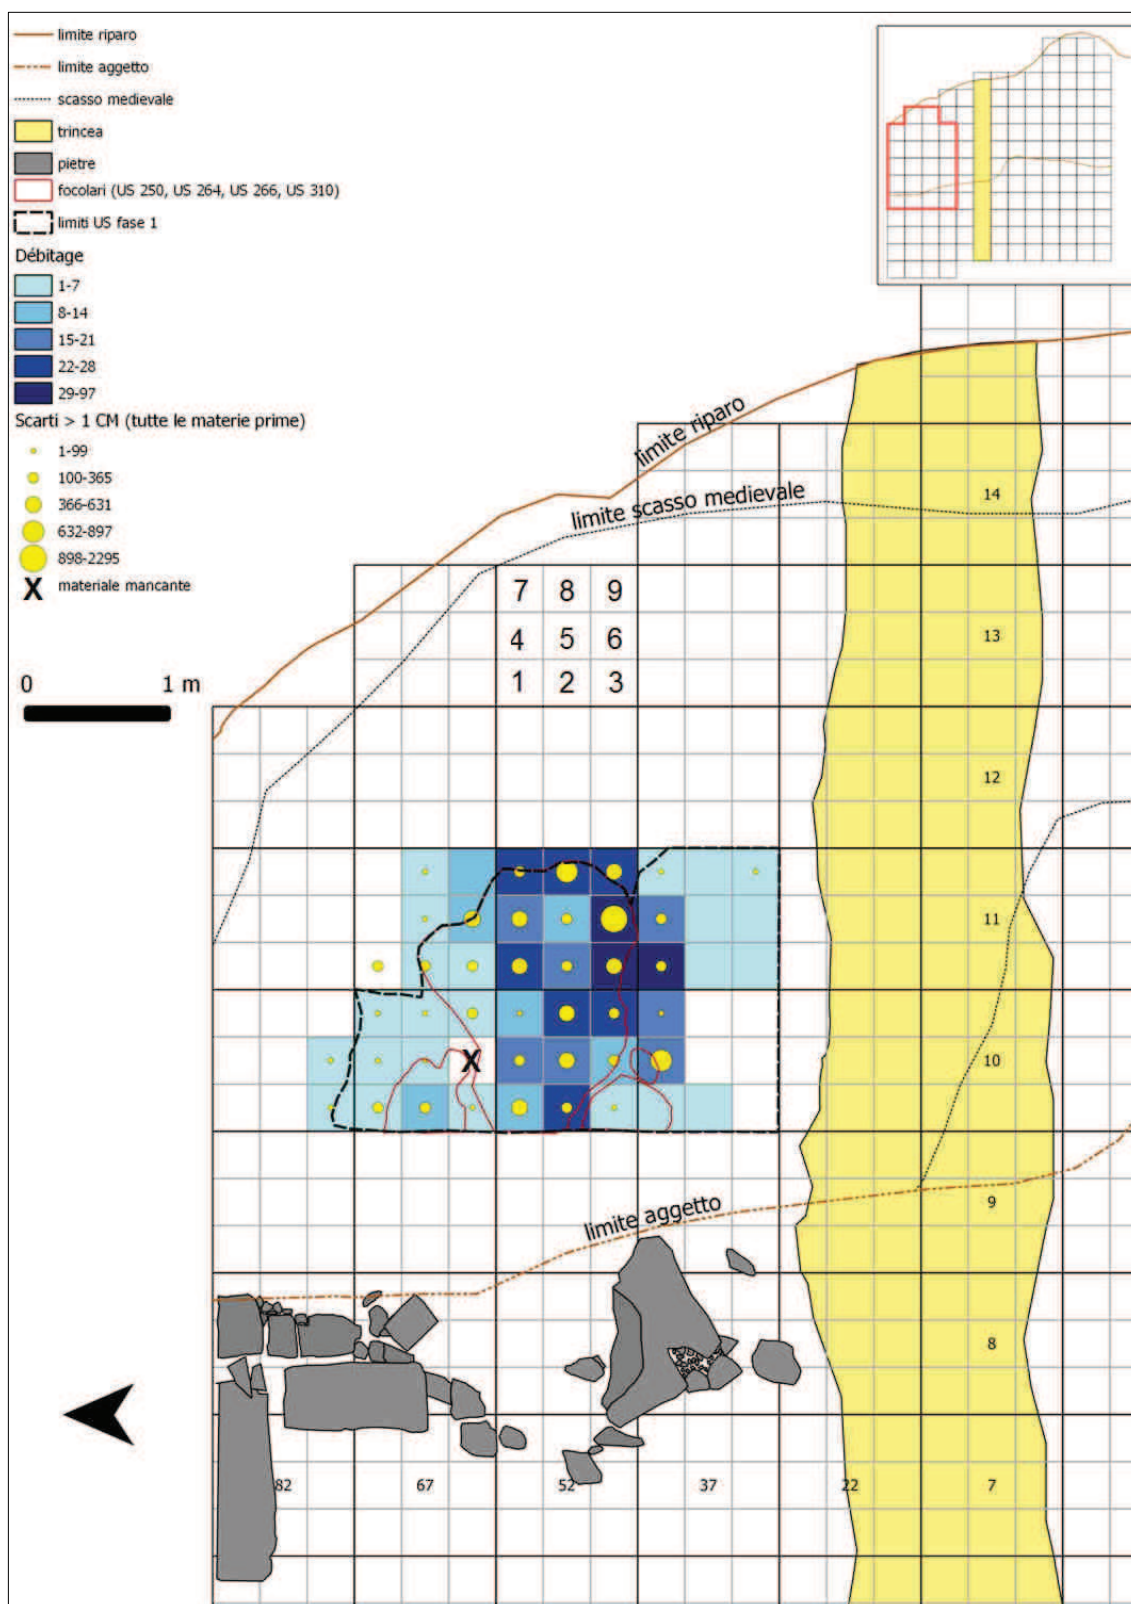 limite riparo
limite aggetto
scasso medievale
trincea
pietre
focolari (US 250, US 264, US 266, US 310)
limiti US fase 1
Débitage
1-7
8-14
15-21
22-28
29-97
Scarti > 1 CM (tutte le materie prime)
1-99
100-365
366-631
632-897
898-2295
X materiale mancante
limite riparo
limite scasso medievale
14
7 8 9
4 5 6
13
1 2 3
0 1 m
12
11
X
10
limite aggetto
9
8
82 67 52 37 22 7